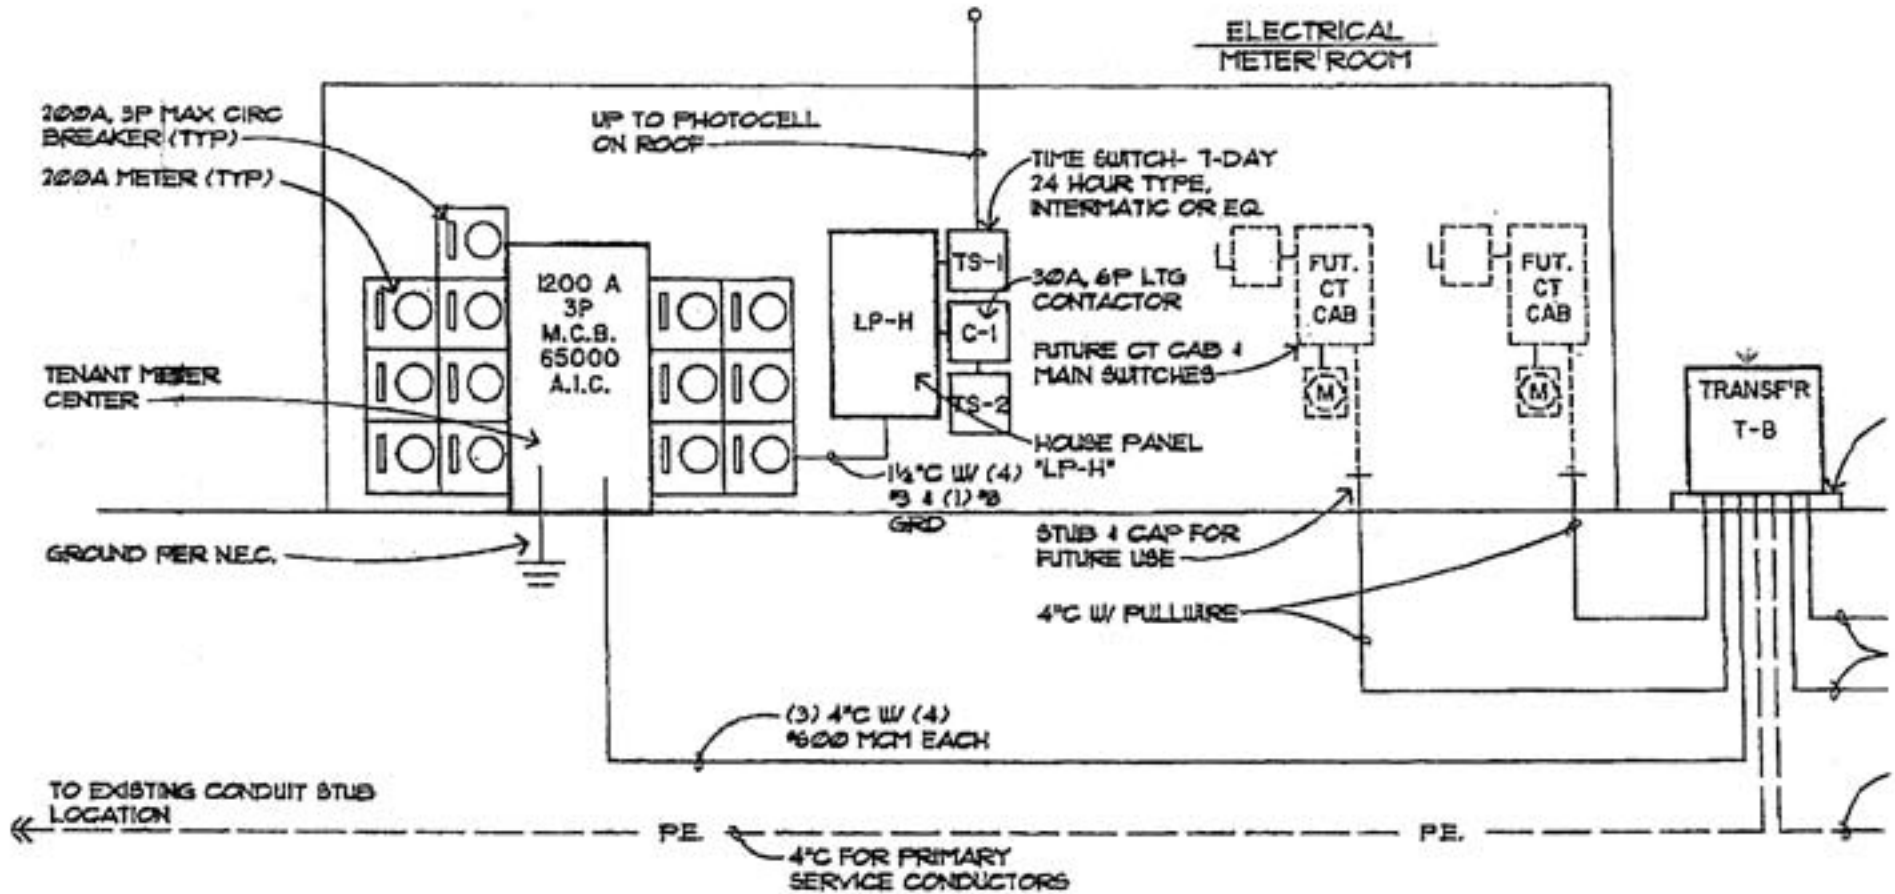 ELECTRICAL
METER ROOM
200A, 3P MAX CIRC
BREAKER (TYP)
200A METER (TYP)
UP TO PHOTOCELL
ON ROOF
TIME SWITCH- 7-DAY
24 HOUR TYPE,
INTERMATIC OR EQ.
1200 A
3P
M.C.B.
65000
A.I.C.
LP-H
TS-1
C-1
TS-2
30A, 6P LTG
CONTACTOR
FUT.
CT
CAB
FUT.
CT
CAB
FUTURE CT CAB &
MAIN SWITCHES
M
M
TRANSF'R
T-B
TENANT METER
CENTER
HOUSE PANEL
"LP-H"
1½"C W/ (4)
#3 & (1) #8
GRD
GROUND PER N.E.C.
STUB & CAP FOR
FUTURE USE
4"C W/ PULLWIRE
(3) 4"C W/ (4)
#600 MCM EACH
TO EXISTING CONDUIT STUB
LOCATION
P.E.
P.E.
4"C FOR PRIMARY
SERVICE CONDUCTORS